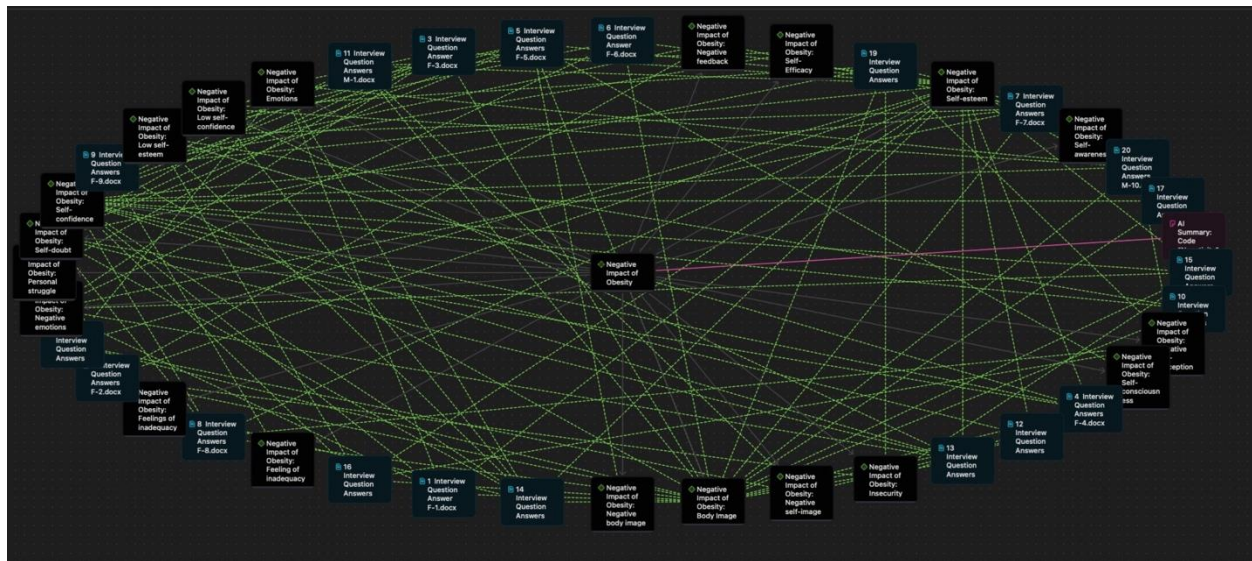 6 Interview
Question
Answer
F-6.docx
Negative
Impact of
Obesity:
Negative
feedback
Negative
Impact of
Obesity:
Self-
Efficacy
5 Interview
Question
Answers
F-5.docx
3 Interview
Question
Answer
F-3.docx
11 Interview
Question
Answers
M-1.docx
19
Interview
Question
Answers
Negative
Impact of
Obesity:
Emotions
Negative
Impact of
Obesity:
Self-esteem
Negative
Impact of
Obesity:
Low self-
confidence
7 Interview
Question
Answers
F-7.docx
Negative
Impact of
Obesity:
Low self-
esteem
Negative
Impact of
Obesity:
Self-
awareness
9
Question
Answers
F-9.docx
20
Interview
Question
M-10.
Impact of
Obesity:
Self-
confidence
17
Interview
Question
Impact of
Obesity:
Self-doubt
AI
Summary:
Code
Impact of
Obesity:
Personal
struggle
Negative
Impact of
Obesity
15
Interview
Question
Obesity:
Negative
emotions
10
Interview
Interview
Question
Answers
Negative
Impact of
Obesity:
Interview
Question
Answers
F-2.docx
Negative
Impact of
Obesity:
Self-
consciousn
ess
Negative
Impact of
Obesity:
Feelings of
inadequacy
4 Interview
Question
Answers
F-4.docx
8 Interview
Question
Answers
F-8.docx
12
Interview
Question
Answers
Negative
Impact of
Obesity:
Feeling of
inadequacy
13
Interview
Question
Answers
16
Interview
Question
Answers
Negative
Impact of
Obesity:
Insecurity
1 Interview
Question
Answer
F-1.docx
Negative
Impact of
Obesity:
Negative
self-image
14
Interview
Question
Answers
Negative
Impact of
Obesity:
Negative
body image
Negative
Impact of
Obesity:
Body Image